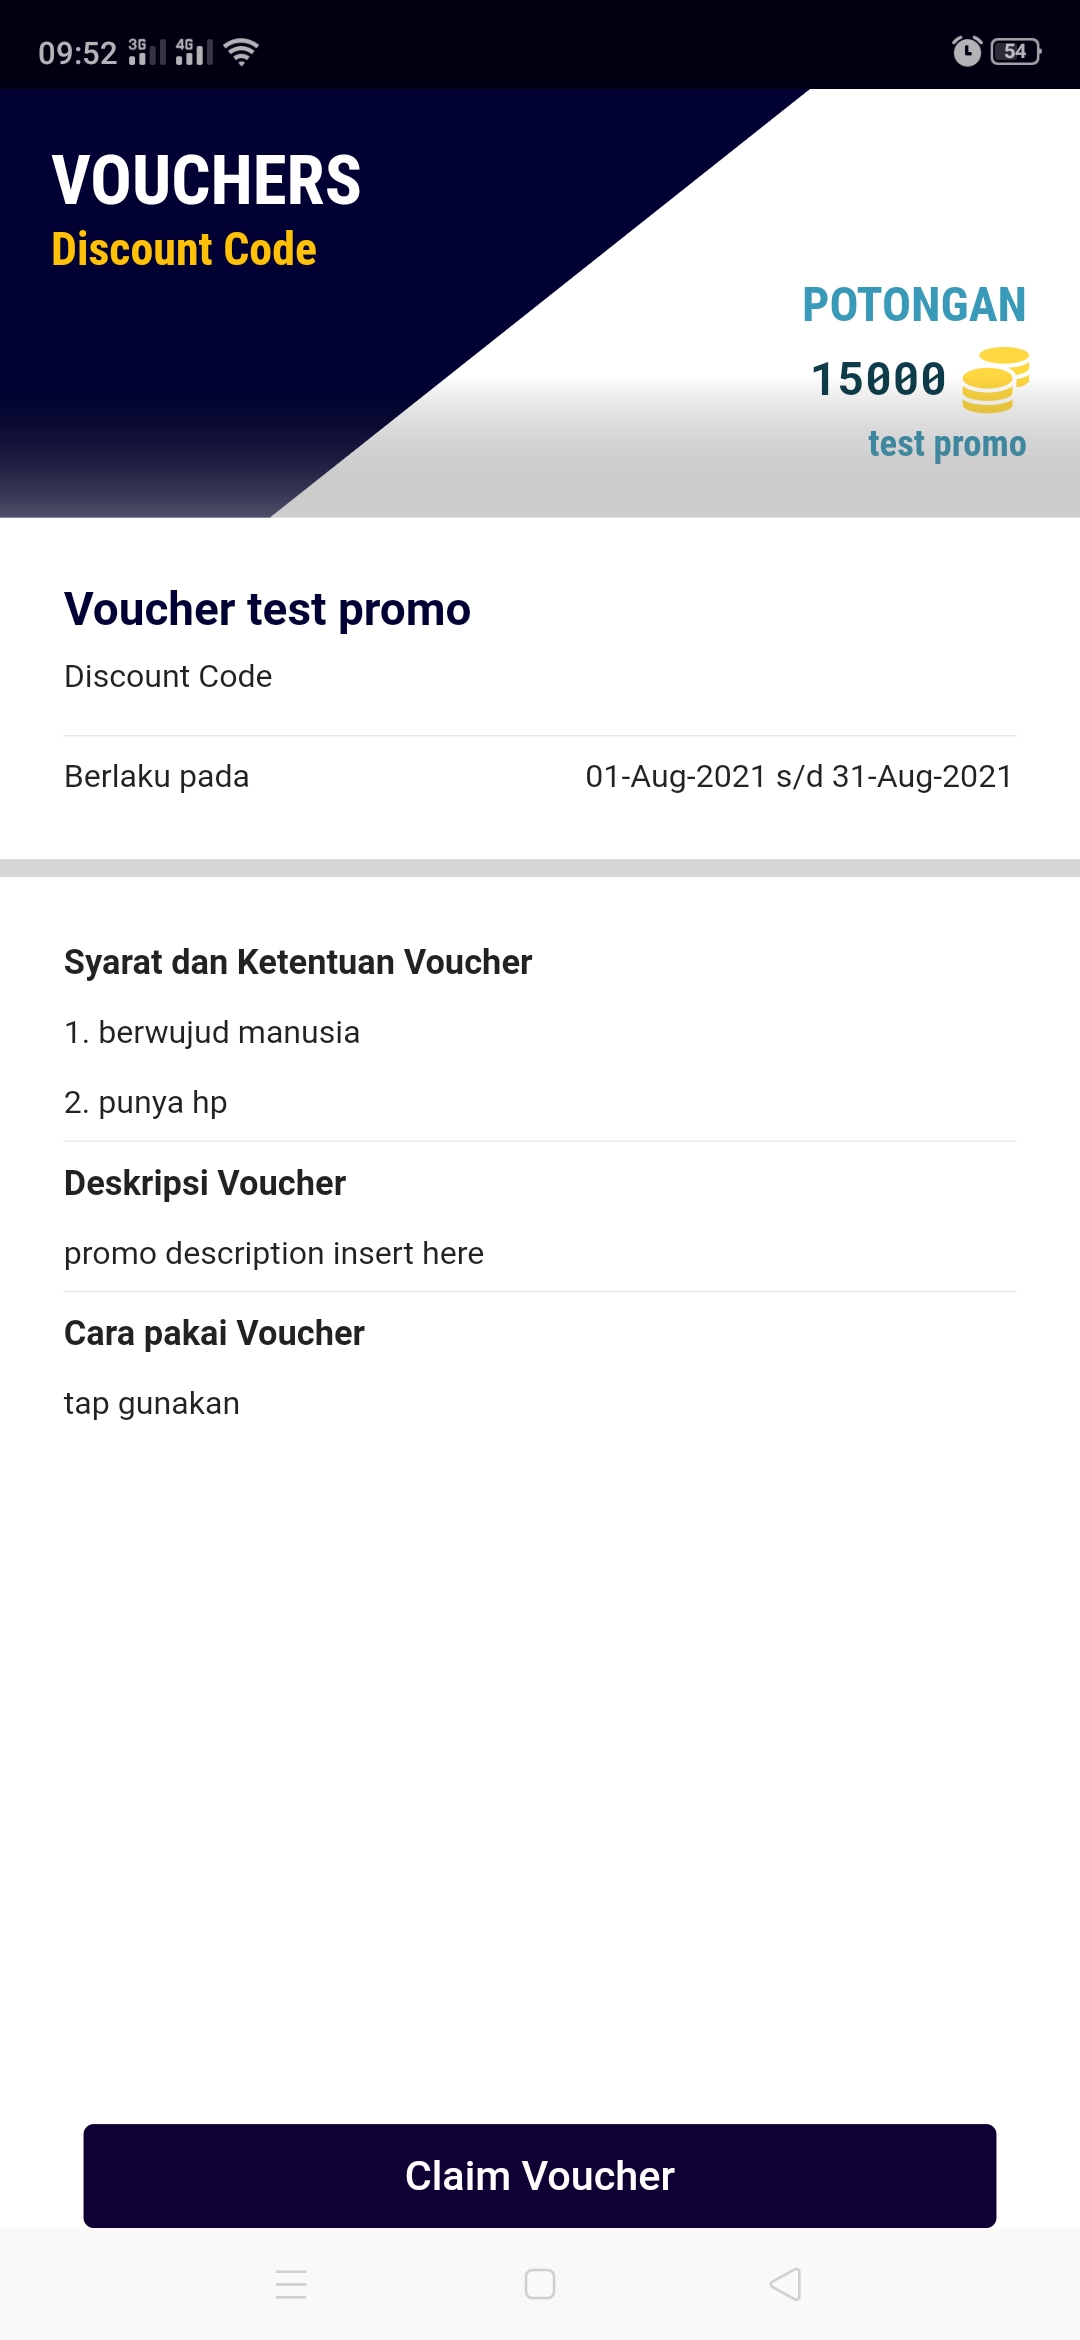 09:52 3G 4G 54
VOUCHERS
Discount Code
POTONGAN
15000
test promo
Voucher test promo
Discount Code
Berlaku pada 01-Aug-2021 s/d 31-Aug-2021
Syarat dan Ketentuan Voucher
1. berwujud manusia
2. punya hp
Deskripsi Voucher
promo description insert here
Cara pakai Voucher
tap gunakan
Claim Voucher